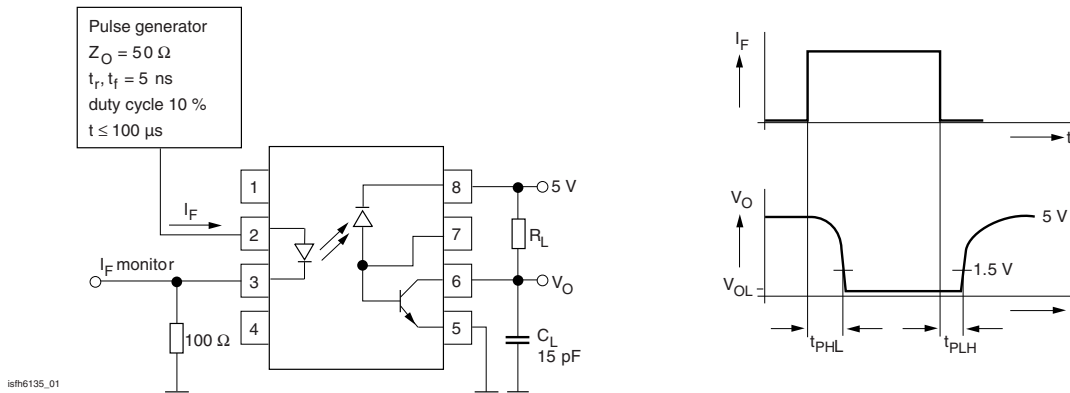 Pulse generator
Z_O = 50 Ω
t_r, t_f = 5 ns
duty cycle 10 %
t ≤ 100 μs
1
8
5 V
I_F
2
7
R_L
I_F monitor
3
6
V_O
4
5
100 Ω
C_L
15 pF
isfh6135_01
I_F
t
V_O
5 V
1.5 V
V_OL
t_PHL
t_PLH